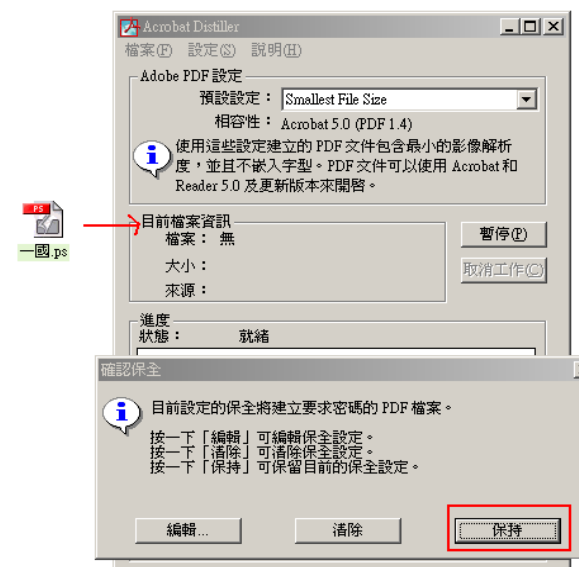 Acrobat Distiller
檔案(F) 設定(S) 說明(H)
Adobe PDF 設定
預設設定： Smallest File Size
相容性： Acrobat 5.0 (PDF 1.4)
使用這些設定建立的 PDF 文件包含最小的影像解析
度，並且不嵌入字型。PDF 文件可以使用 Acrobat 和
Reader 5.0 及更新版本來開啓。
PS
一國.ps
目前檔案資訊
檔案： 無
暫停(P)
大小：
取消工作(C)
來源：
進度
狀態： 就緒
確認保全
目前設定的保全將建立要求密碼的 PDF 檔案。
按一下「編輯」可編輯保全設定。
按一下「清除」可清除保全設定。
按一下「保持」可保留目前的保全設定。
編輯... 清除 保持